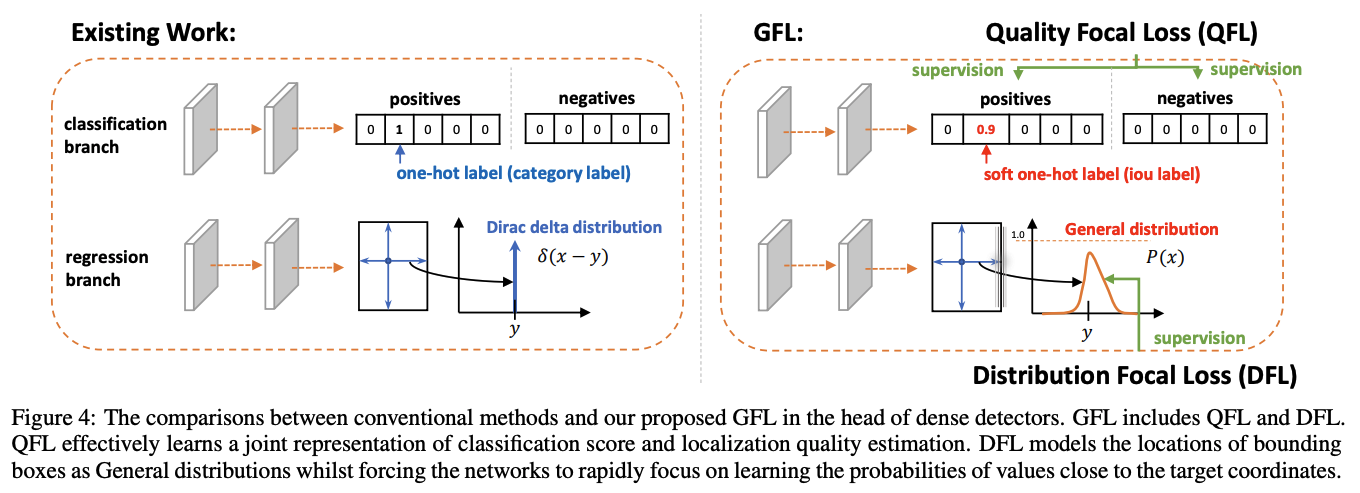 Existing Work:
classification
branch
positives
negatives
0 1 0 0 0
0 0 0 0 0
one-hot label (category label)
regression
branch
Dirac delta distribution
δ(x − y)
y
GFL:
Quality Focal Loss (QFL)
supervision
supervision
positives
negatives
0 0.9 0 0 0
0 0 0 0 0
soft one-hot label (iou label)
1.0
General distribution
P(x)
y
supervision
Distribution Focal Loss (DFL)
Figure 4: The comparisons between conventional methods and our proposed GFL in the head of dense detectors. GFL includes QFL and DFL.
QFL effectively learns a joint representation of classification score and localization quality estimation. DFL models the locations of bounding
boxes as General distributions whilst forcing the networks to rapidly focus on learning the probabilities of values close to the target coordinates.